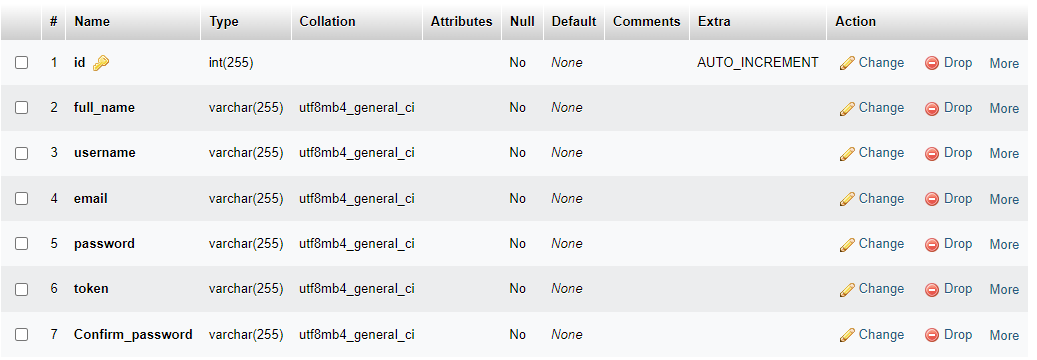 # Name Type Collation Attributes Null Default Comments Extra Action
1 id int(255) No None AUTO_INCREMENT Change Drop More
2 full_name varchar(255) utf8mb4_general_ci No None Change Drop More
3 username varchar(255) utf8mb4_general_ci No None Change Drop More
4 email varchar(255) utf8mb4_general_ci No None Change Drop More
5 password varchar(255) utf8mb4_general_ci No None Change Drop More
6 token varchar(255) utf8mb4_general_ci No None Change Drop More
7 Confirm_password varchar(255) utf8mb4_general_ci No None Change Drop More